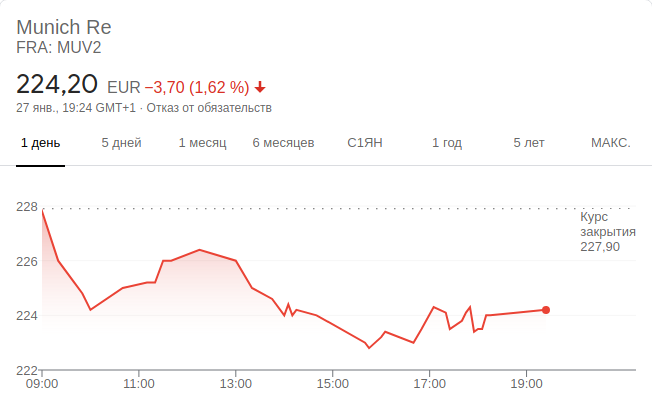 Munich Re
FRA: MUV2
224,20 EUR −3,70 (1,62 %)
27 янв., 19:24 GMT+1 · Отказ от обязательств
1 день 5 дней 1 месяц 6 месяцев С1ЯН 1 год 5 лет МАКС.
228
Курс
закрытия
227,90
226
224
222
09:00 11:00 13:00 15:00 17:00 19:00